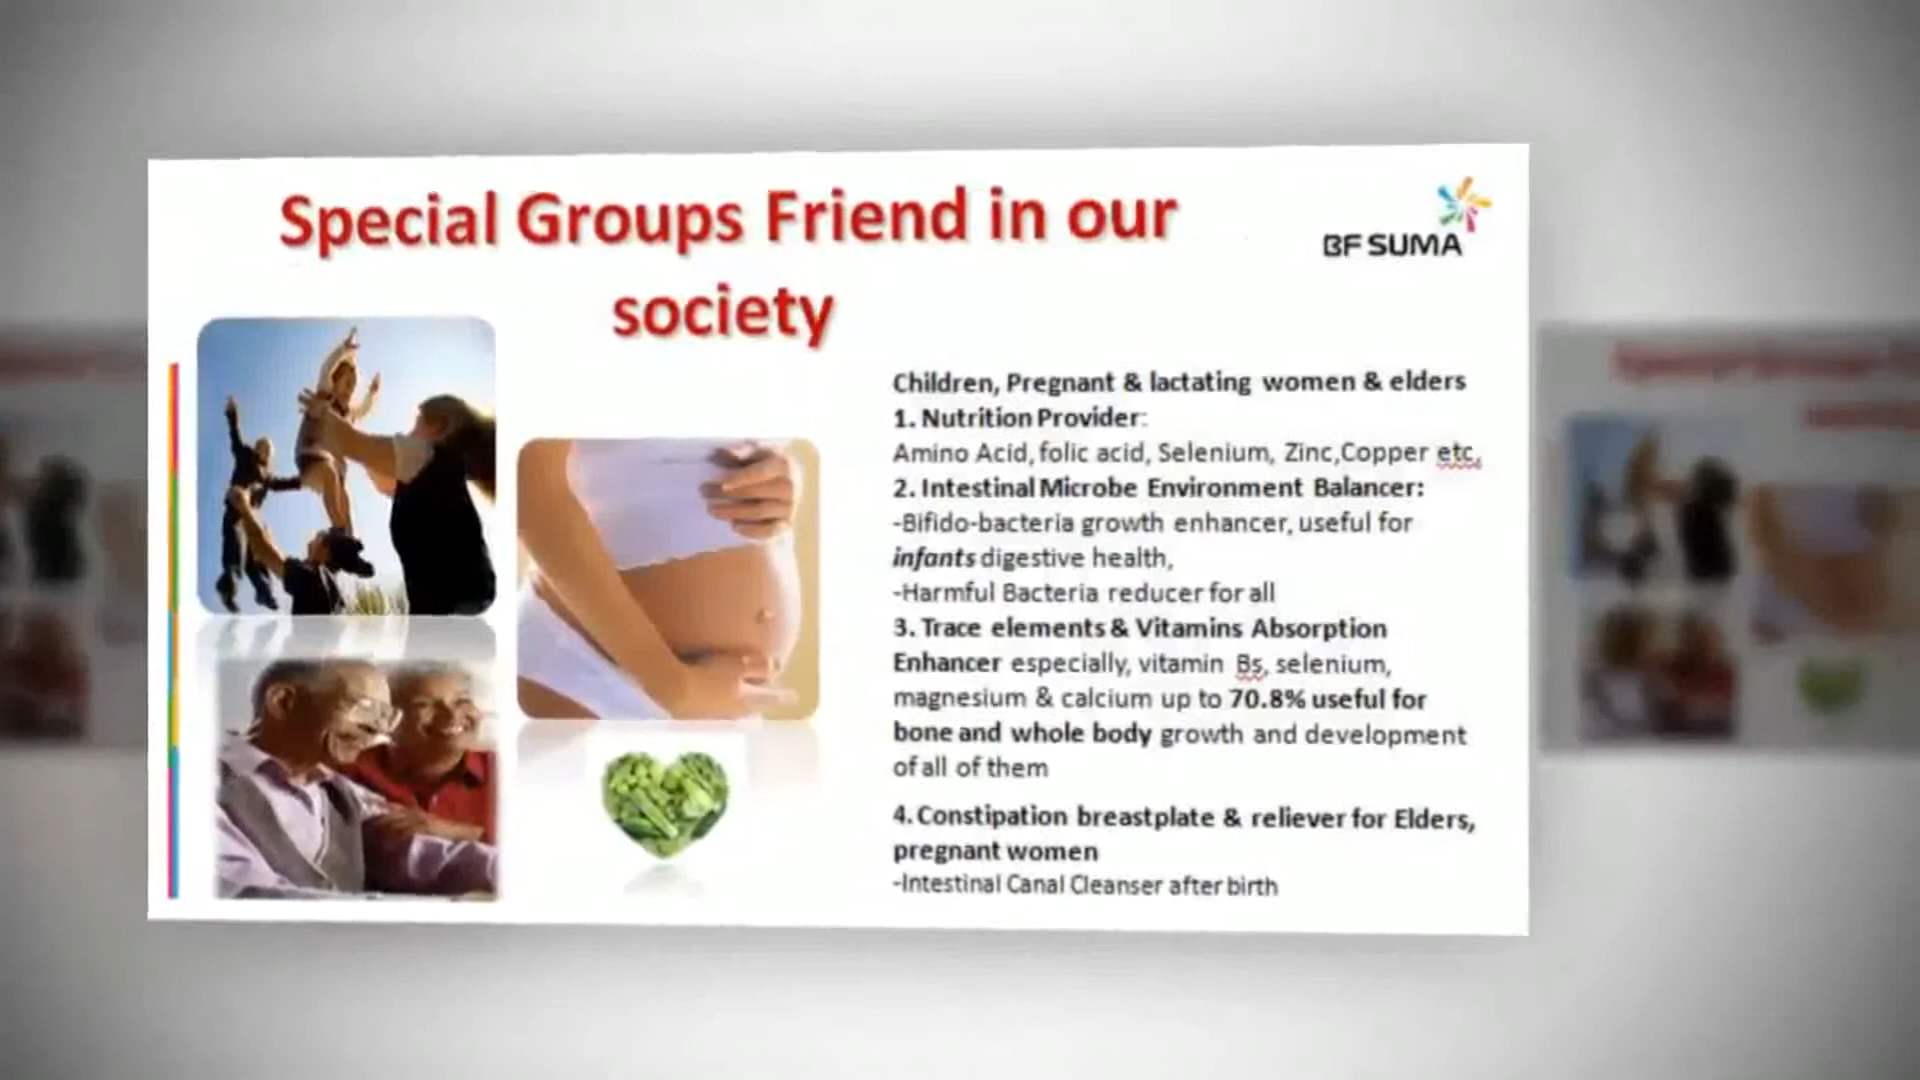 Special Groups Friend in our
society
BF SUMA
Children, Pregnant & lactating women & elders
1. Nutrition Provider:
Amino Acid, folic acid, Selenium, Zinc,Copper etc,
2. Intestinal Microbe Environment Balancer:
-Bifido-bacteria growth enhancer, useful for
infants digestive health,
-Harmful Bacteria reducer for all
3. Trace elements & Vitamins Absorption
Enhancer especially, vitamin Bs, selenium,
magnesium & calcium up to 70.8% useful for
bone and whole body growth and development
of all of them
4. Constipation breastplate & reliever for Elders,
pregnant women
-Intestinal Canal Cleanser after birth